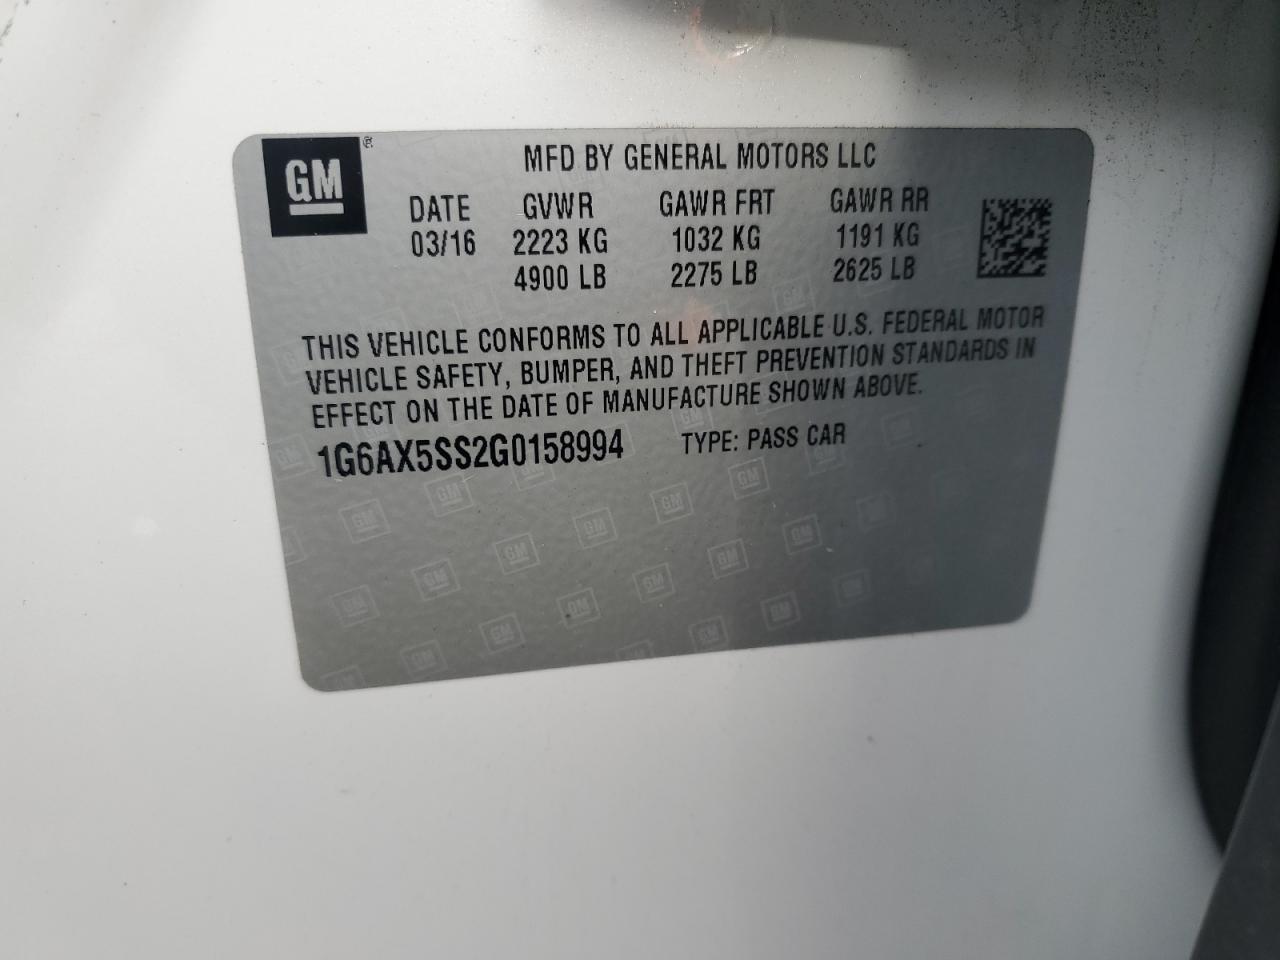 GM ®
MFD BY GENERAL MOTORS LLC
DATE GVWR GAWR FRT GAWR RR
03/16 2223 KG 1032 KG 1191 KG
4900 LB 2275 LB 2625 LB
THIS VEHICLE CONFORMS TO ALL APPLICABLE U.S. FEDERAL MOTOR
VEHICLE SAFETY, BUMPER, AND THEFT PREVENTION STANDARDS IN
EFFECT ON THE DATE OF MANUFACTURE SHOWN ABOVE.
1G6AX5SS2G0158994 TYPE: PASS CAR